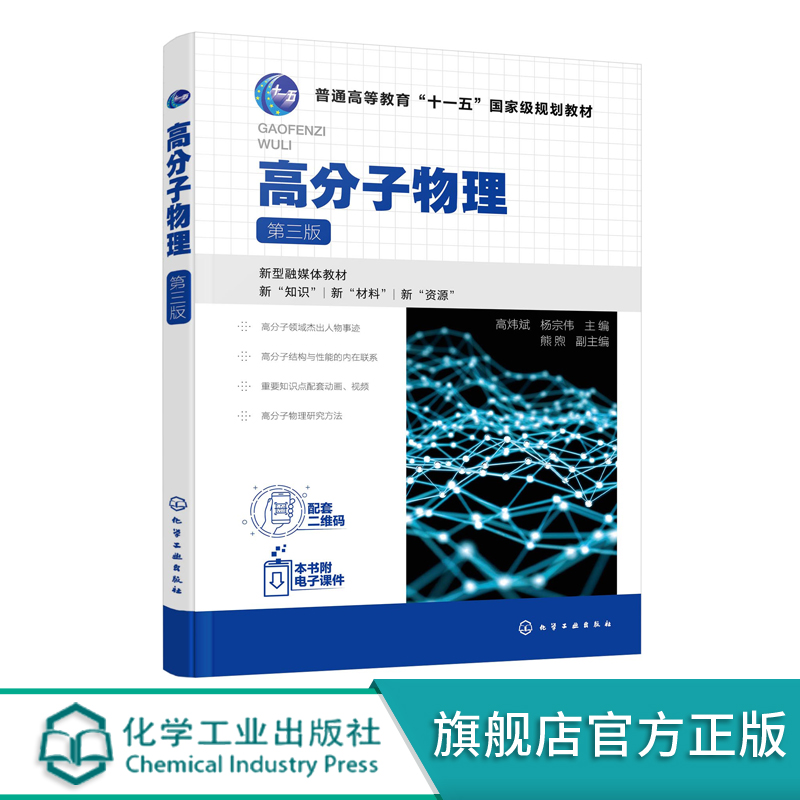 十一五
普通高等教育“十一五”国家级规划教材
GAOFENZI
WULI
高分子物理
第三版
新型融媒体教材
新“知识”|新“材料”|新“资源”
高分子领域杰出人物事迹
高分子结构与性能的内在联系
重要知识点配套动画、视频
高分子物理研究方法
高炜斌 杨宗伟 主编
熊煦 副主编
配套
二维码
本书附
电子课件
化学工业出版社
高分子物理
第三版
化学工业出版社
化学工业出版社
Chemical Industry Press
旗舰店官方正版